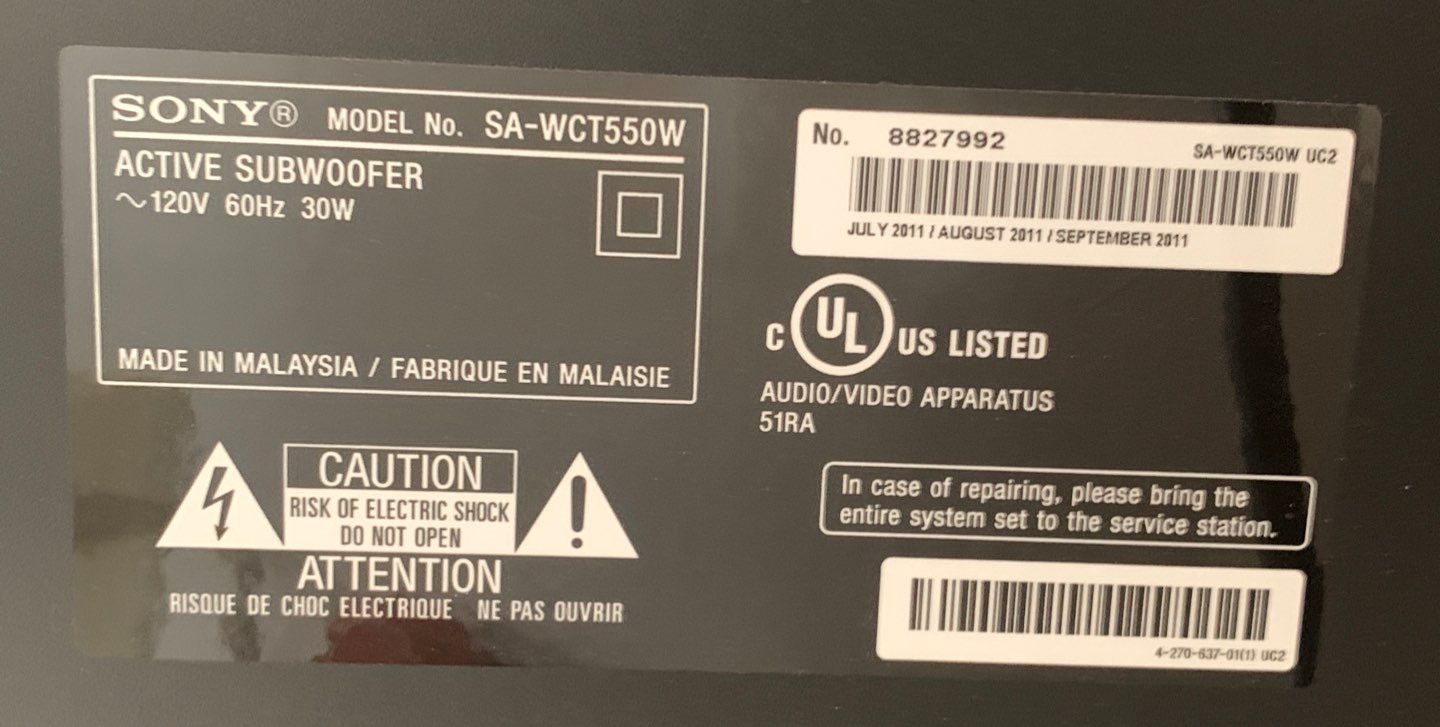 SONY® MODEL No. SA-WCT550W
ACTIVE SUBWOOFER
~120V 60Hz 30W
MADE IN MALAYSIA / FABRIQUE EN MALAISIE
CAUTION
RISK OF ELECTRIC SHOCK
DO NOT OPEN
ATTENTION
RISQUE DE CHOC ELECTRIQUE NE PAS OUVRIR
No. 8827992
SA-WCT550W UC2
JULY 2011 / AUGUST 2011 / SEPTEMBER 2011
C UL US LISTED
AUDIO/VIDEO APPARATUS
51RA
In case of repairing, please bring the
entire system set to the service station.
4-270-637-01(1) UC2